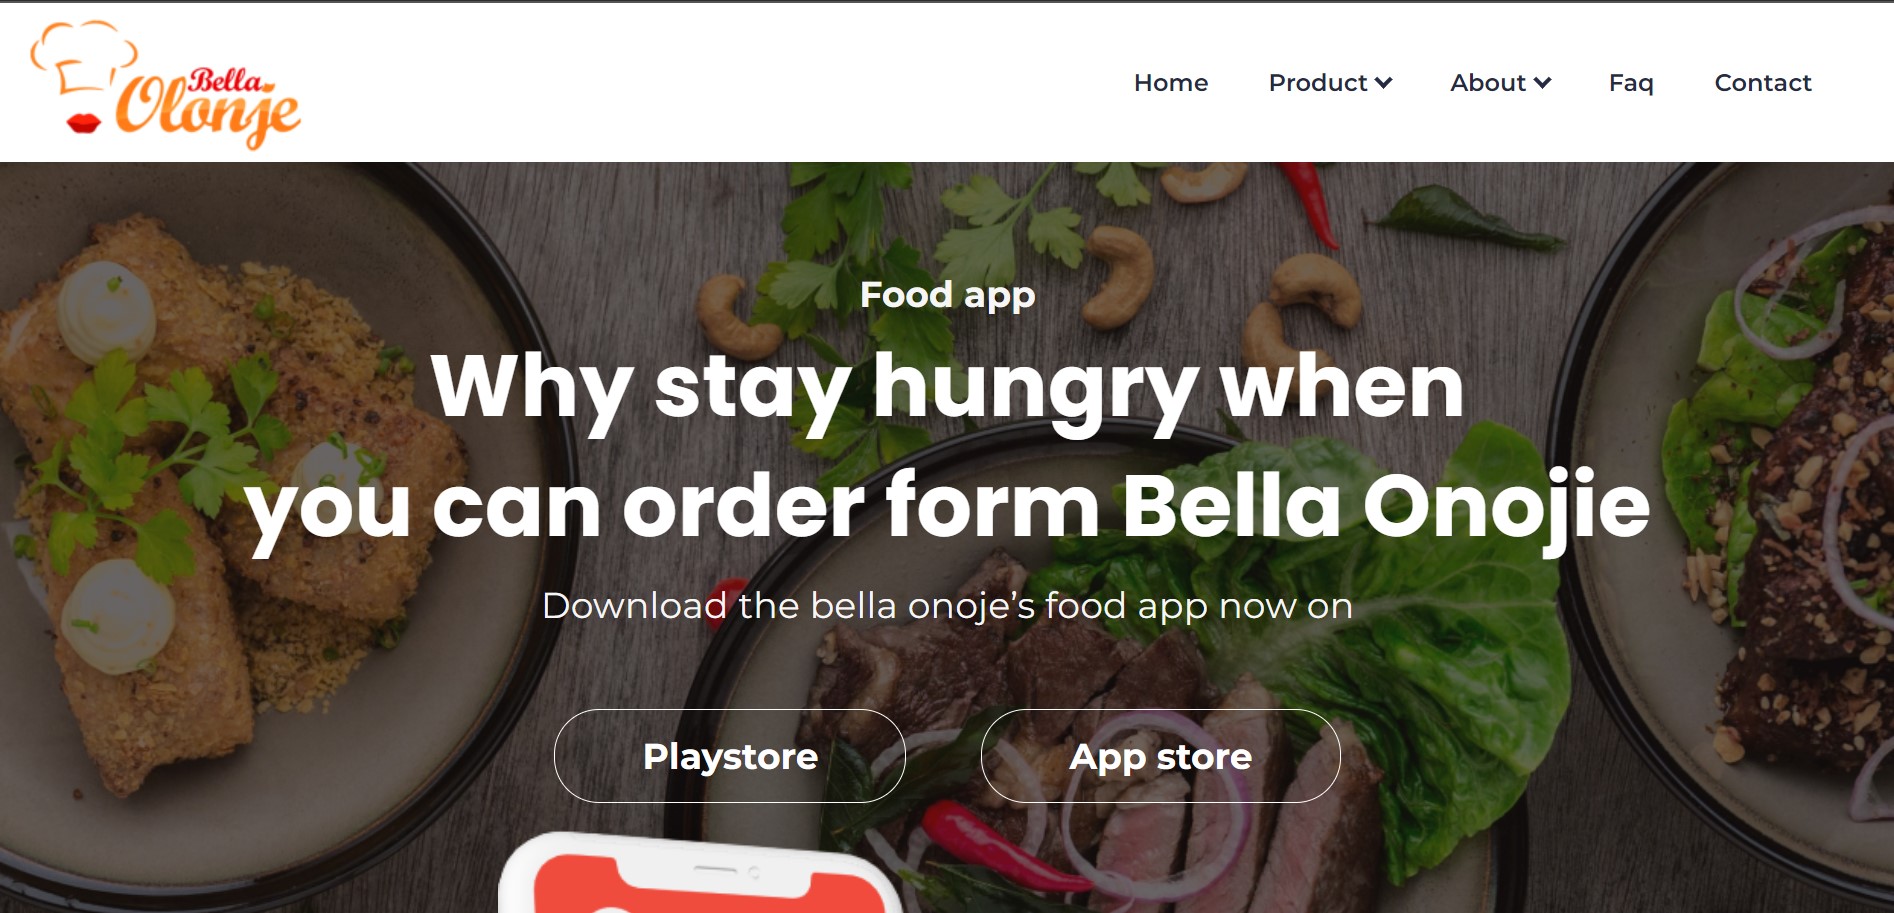 Bella
Olonje
Home
Product
About
Faq
Contact
Food app
Why stay hungry when
you can order form Bella Onojie
Download the bella onoje’s food app now on
Playstore
App store